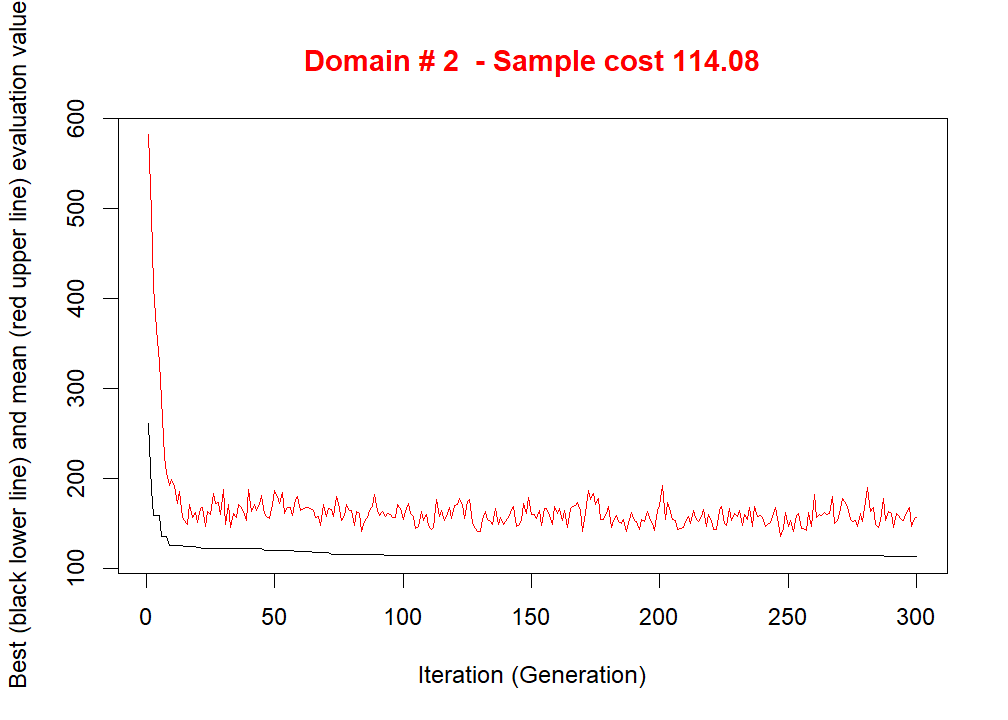 Domain # 2  - Sample cost 114.08
Best (black lower line) and mean (red upper line) evaluation value
600
500
400
300
200
100
0 50 100 150 200 250 300
Iteration (Generation)